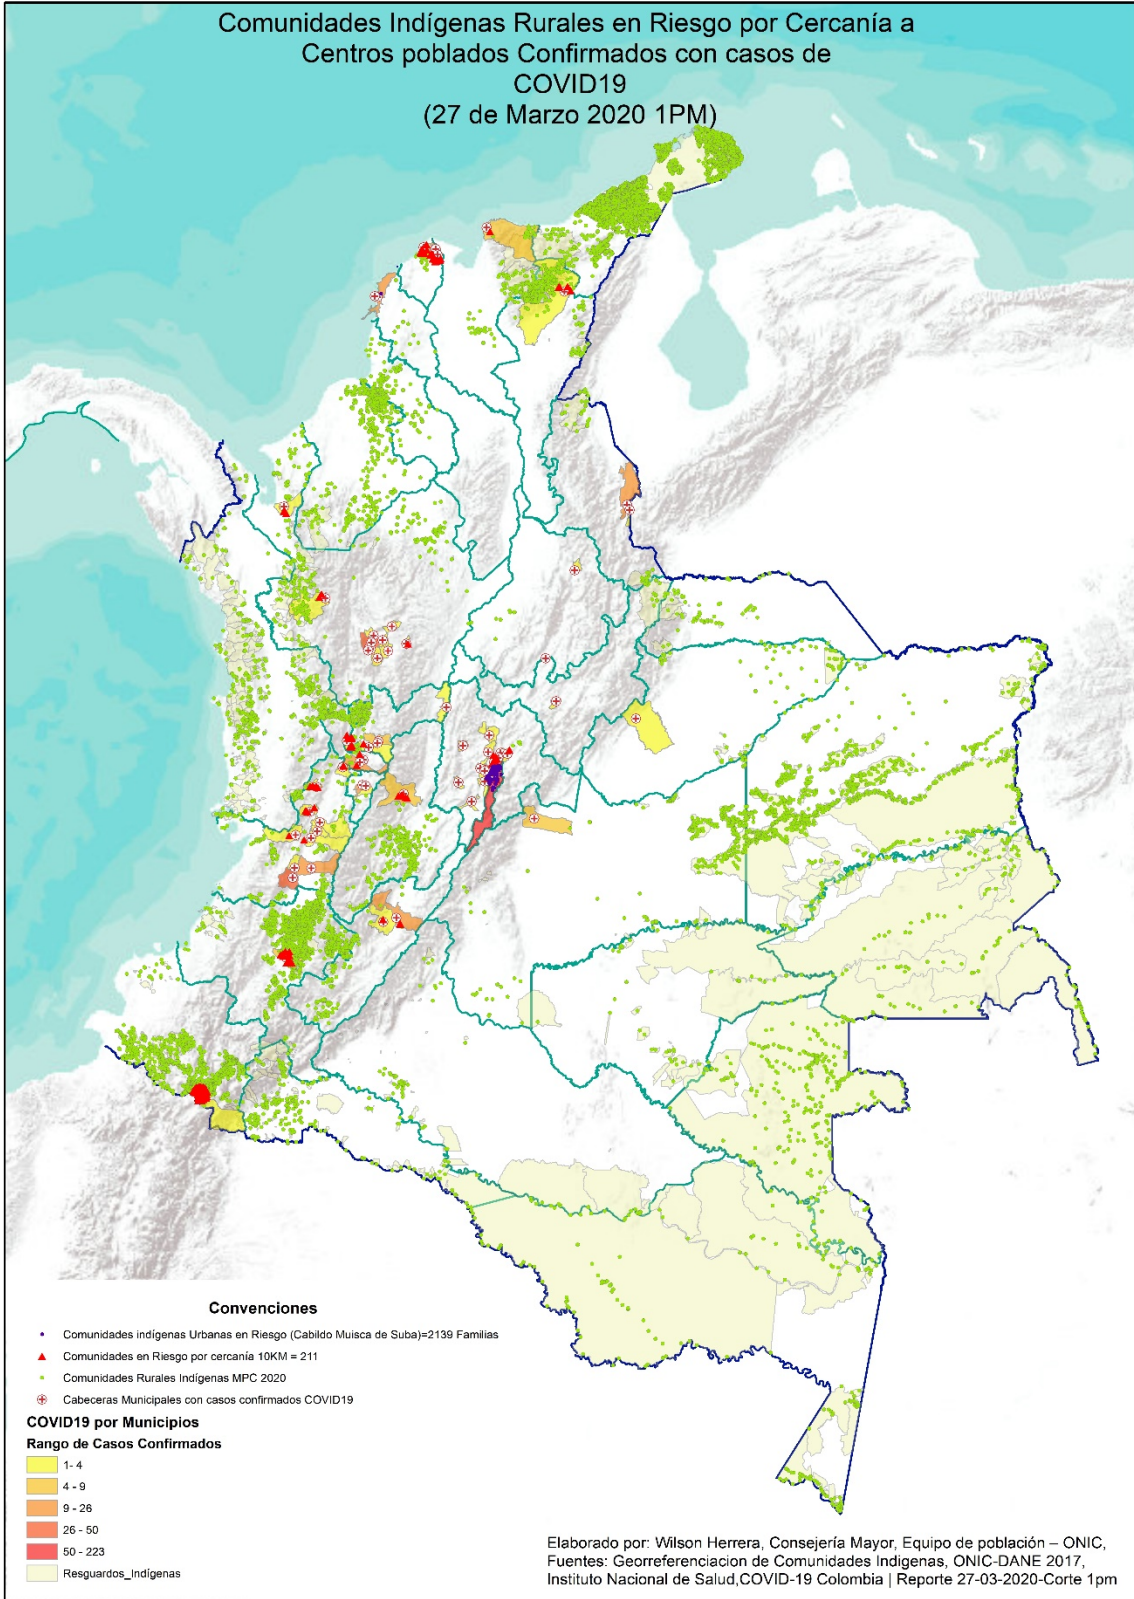 Comunidades Indígenas Rurales en Riesgo por Cercanía a
Centros poblados Confirmados con casos de
COVID19
(27 de Marzo 2020 1PM)
Convenciones
Comunidades indígenas Urbanas en Riesgo (Cabildo Muisca de Suba)=2139 Familias
Comunidades en Riesgo por cercanía 10KM = 211
Comunidades Rurales Indígenas MPC 2020
Cabeceras Municipales con casos confirmados COVID19
COVID19 por Municipios
Rango de Casos Confirmados
1- 4
4 - 9
9 - 26
26 - 50
50 - 223
Resguardos_Indígenas
Elaborado por: Wilson Herrera, Consejería Mayor, Equipo de población – ONIC,
Fuentes: Georreferenciacion de Comunidades Indigenas, ONIC-DANE 2017,
Instituto Nacional de Salud,COVID-19 Colombia | Reporte 27-03-2020-Corte 1pm